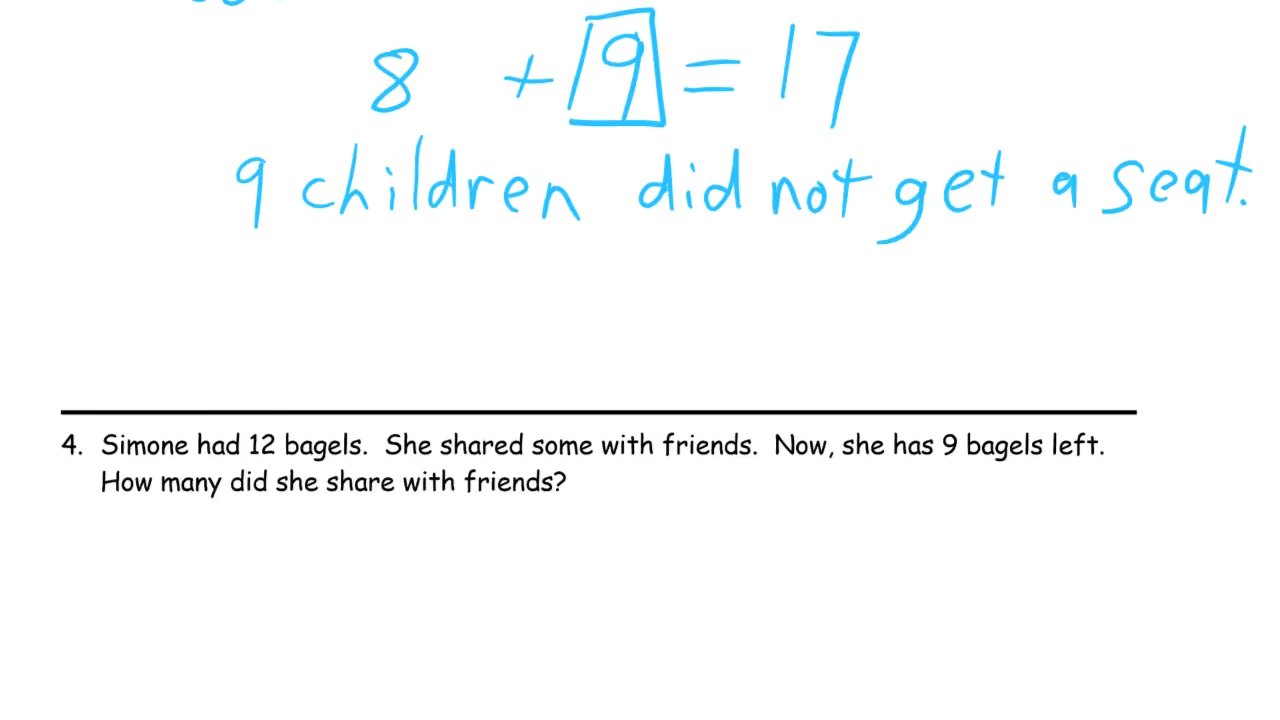 8 + 9 = 17
9 children did not get a seat.
4. Simone had 12 bagels. She shared some with friends. Now, she has 9 bagels left.
How many did she share with friends?